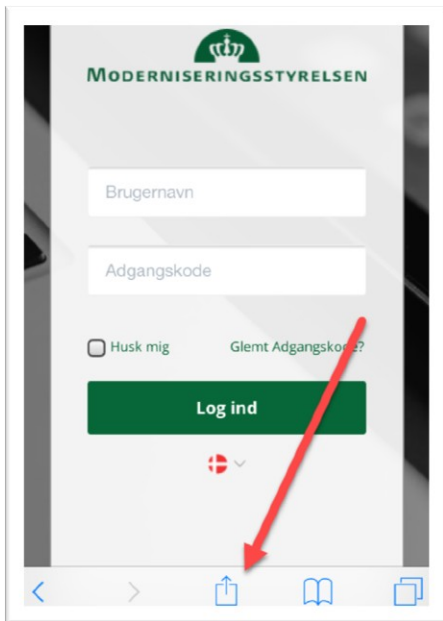 MODERNISERINGSSTYRELSEN
Brugernavn
Adgangskode
Husk mig Glemt Adgangskode?
Log ind